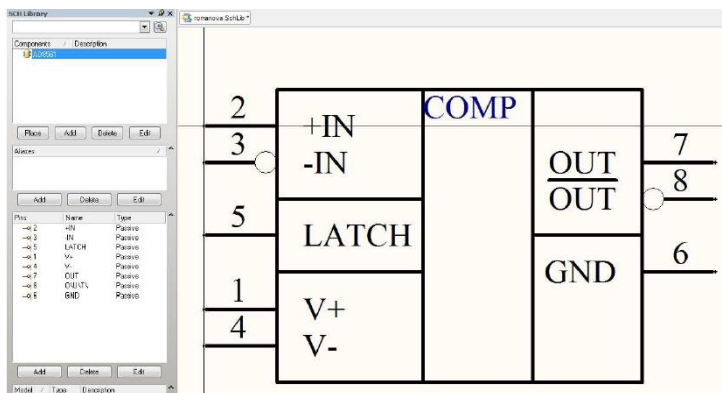 SCH Library
romanova.SchLib *
Components / Description
AD8561
Place Add Delete Edit
Aliases
Add Delete Edit
Pins Name Type
2 +IN Passive
3 -IN Passive
5 LATCH Passive
1 V+ Passive
4 V- Passive
7 OUT Passive
8 O\U\T\ Passive
6 GND Passive
Add Delete Edit
Model / Type Description
COMP
2 +IN
3 -IN
5 LATCH
1 V+
4 V-
OUT 7
OUT 8
GND 6